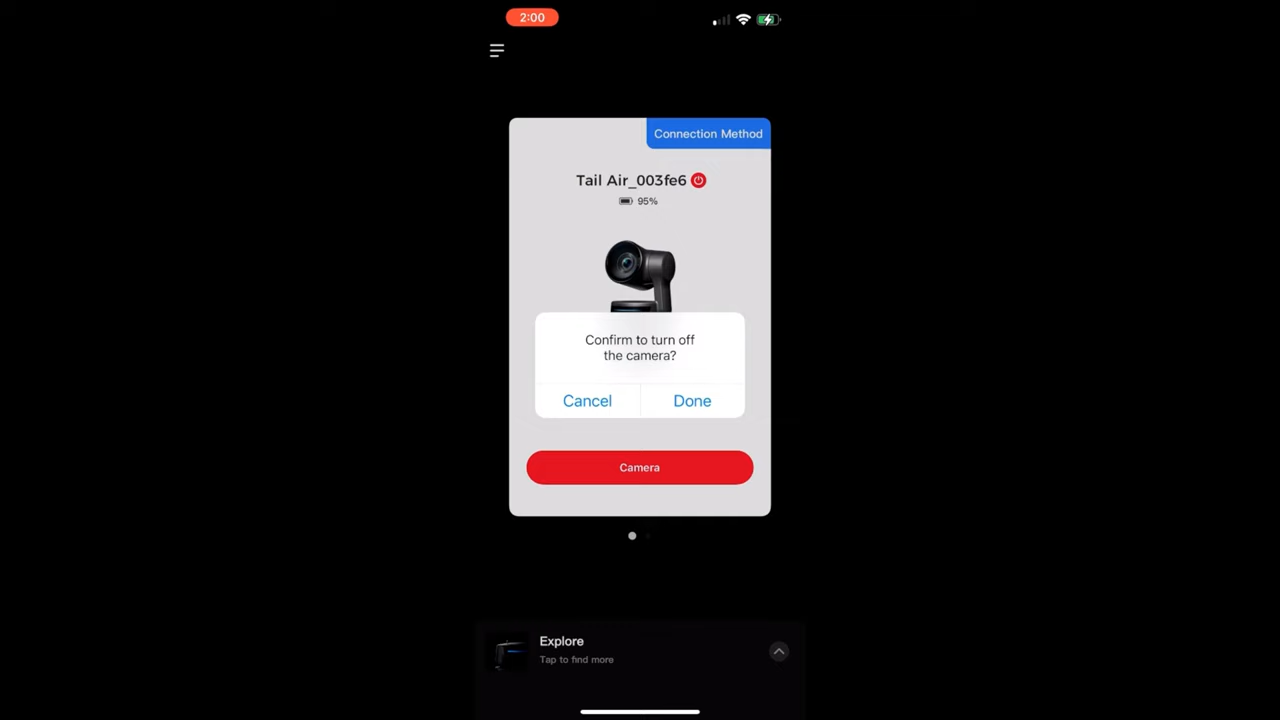 2:00
Connection Method
Tail Air_003fe6
95%
Confirm to turn off
the camera?
Cancel
Done
Camera
Explore
Tap to find more